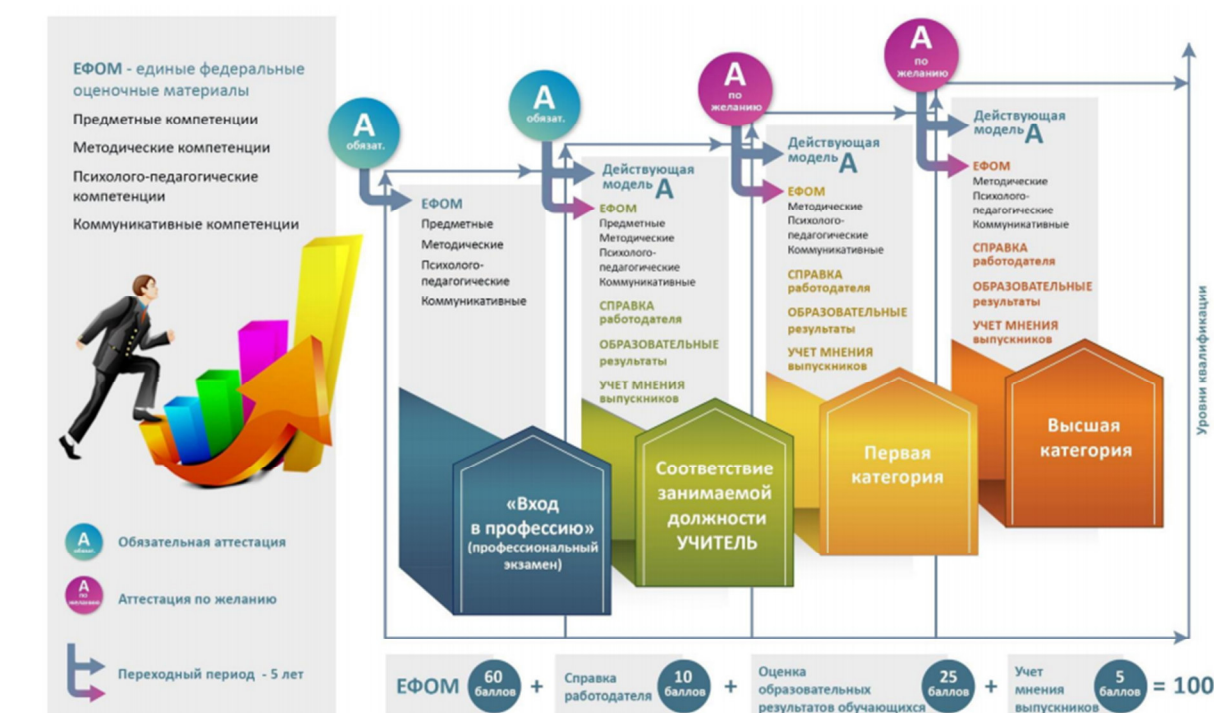 ЕФОМ - единые федеральные
оценочные материалы
Предметные компетенции
Методические компетенции
Психолого-педагогические
компетенции
Коммуникативные компетенции
А
обязат.
Обязательная аттестация
А
по
желанию
Аттестация по желанию
Переходный период - 5 лет
А
обязат.
ЕФОМ
Предметные
Методические
Психолого-
педагогические
Коммуникативные
«Вход
в профессию»
(профессиональный
экзамен)
А
обязат.
Действующая
модель А
ЕФОМ
Предметные
Методические
Психолого-
педагогические
Коммуникативные
СПРАВКА
работодателя
ОБРАЗОВАТЕЛЬНЫЕ
результаты
УЧЕТ МНЕНИЯ
выпускников
Соответствие
занимаемой
должности
УЧИТЕЛЬ
А
по
желанию
Действующая
модель А
ЕФОМ
Методические
Психолого-
педагогические
Коммуникативные
СПРАВКА
работодателя
ОБРАЗОВАТЕЛЬНЫЕ
результаты
УЧЕТ МНЕНИЯ
выпускников
Первая
категория
А
по
желанию
Действующая
модель А
ЕФОМ
Методические
Психолого-
педагогические
Коммуникативные
СПРАВКА
работодателя
ОБРАЗОВАТЕЛЬНЫЕ
результаты
УЧЕТ МНЕНИЯ
выпускников
Высшая
категория
Уровни квалификации
ЕФОМ 60 баллов +
Справка
работодателя
10 баллов +
Оценка
образовательных
результатов обучающихся
25 баллов +
Учет
мнения
выпускников
5 баллов = 100